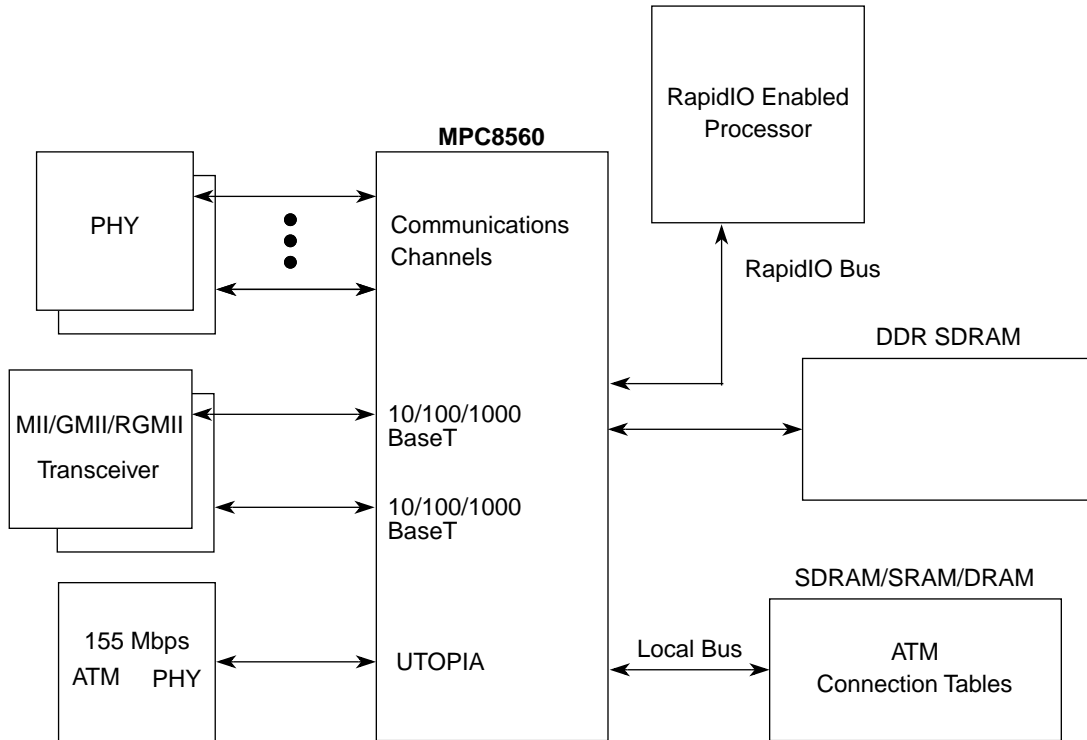 RapidIO Enabled
Processor
MPC8560
PHY
Communications
Channels
RapidIO Bus
DDR SDRAM
MII/GMII/RGMII
Transceiver
10/100/1000
BaseT
10/100/1000
BaseT
SDRAM/SRAM/DRAM
155 Mbps
ATM PHY
UTOPIA
Local Bus
ATM
Connection Tables